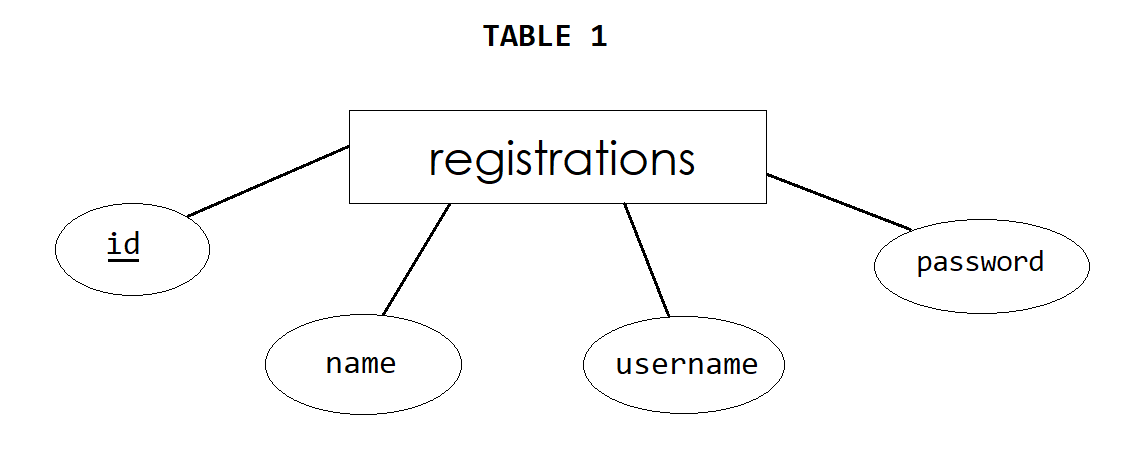 TABLE 1
registrations
id
password
name
username